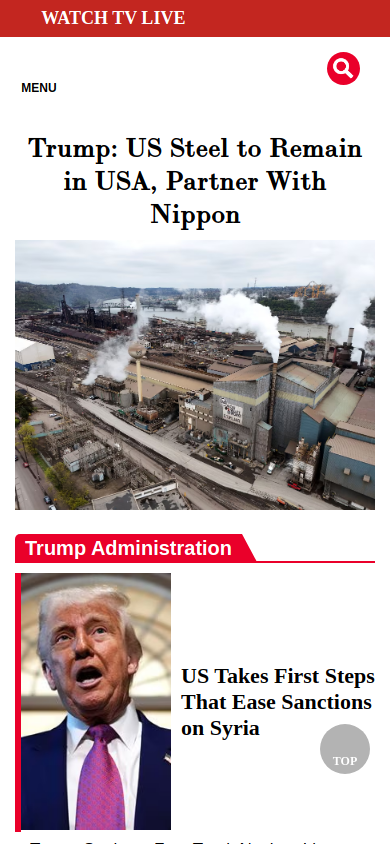 WATCH TV LIVE
MENU
Trump: US Steel to Remain
in USA, Partner With
Nippon
Trump Administration
US Takes First Steps
That Ease Sanctions
on Syria
TOP